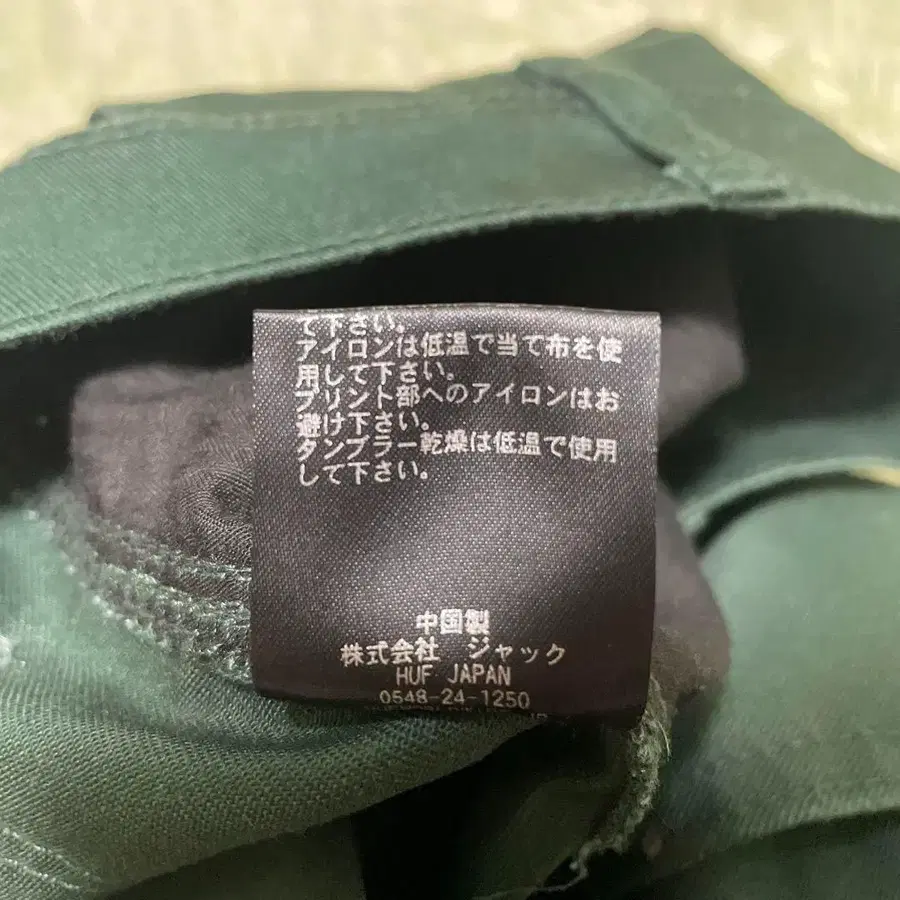 て下さい。
アイロンは低温で当て布を使
用して下さい。
プリント部へのアイロンはお
避け下さい。
タンブラー乾燥は低温で使用
して下さい。
中国製
株式会社 ジャック
HUF JAPAN
0548-24-1250